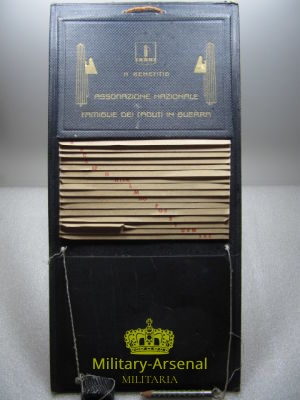 A BENEFICIO
ASSOCIAZIONE NAZIONALE
FAMIGLIE DEI CADUTI IN GUERRA
Military-Arsenal
MILITARIA